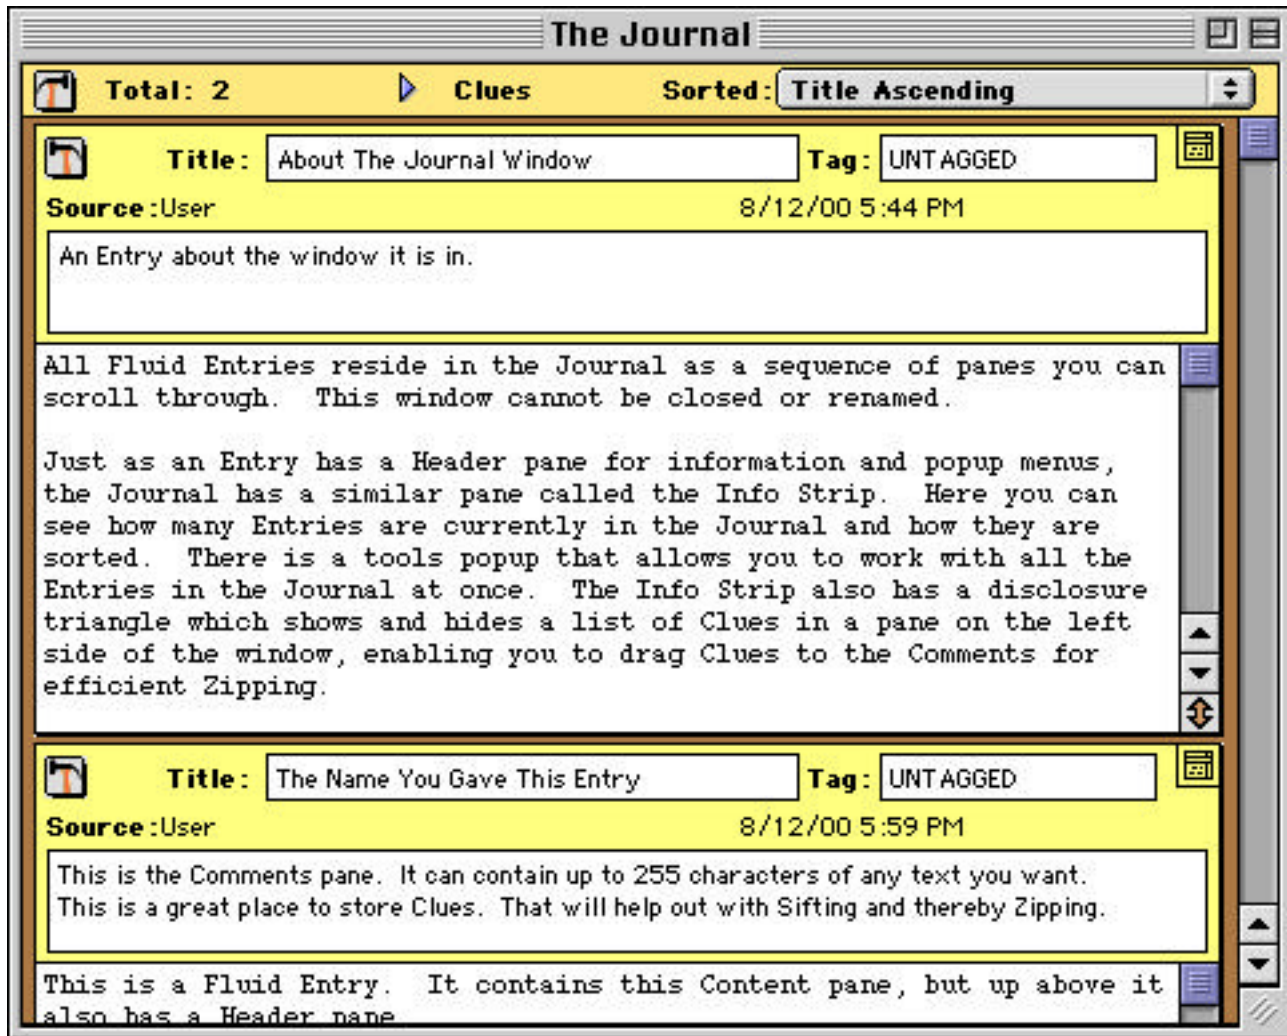 The Journal
Total: 2 Clues Sorted: Title Ascending
Title: About The Journal Window Tag: UNTAGGED
Source: User 8/12/00 5:44 PM
An Entry about the window it is in.
All Fluid Entries reside in the Journal as a sequence of panes you can
scroll through. This window cannot be closed or renamed.
Just as an Entry has a Header pane for information and popup menus,
the Journal has a similar pane called the Info Strip. Here you can
see how many Entries are currently in the Journal and how they are
sorted. There is a tools popup that allows you to work with all the
Entries in the Journal at once. The Info Strip also has a disclosure
triangle which shows and hides a list of Clues in a pane on the left
side of the window, enabling you to drag Clues to the Comments for
efficient Zipping.
Title: The Name You Gave This Entry Tag: UNTAGGED
Source: User 8/12/00 5:59 PM
This is the Comments pane. It can contain up to 255 characters of any text you want.
This is a great place to store Clues. That will help out with Sifting and thereby Zipping.
This is a Fluid Entry. It contains this Content pane, but up above it
also has a Header pane